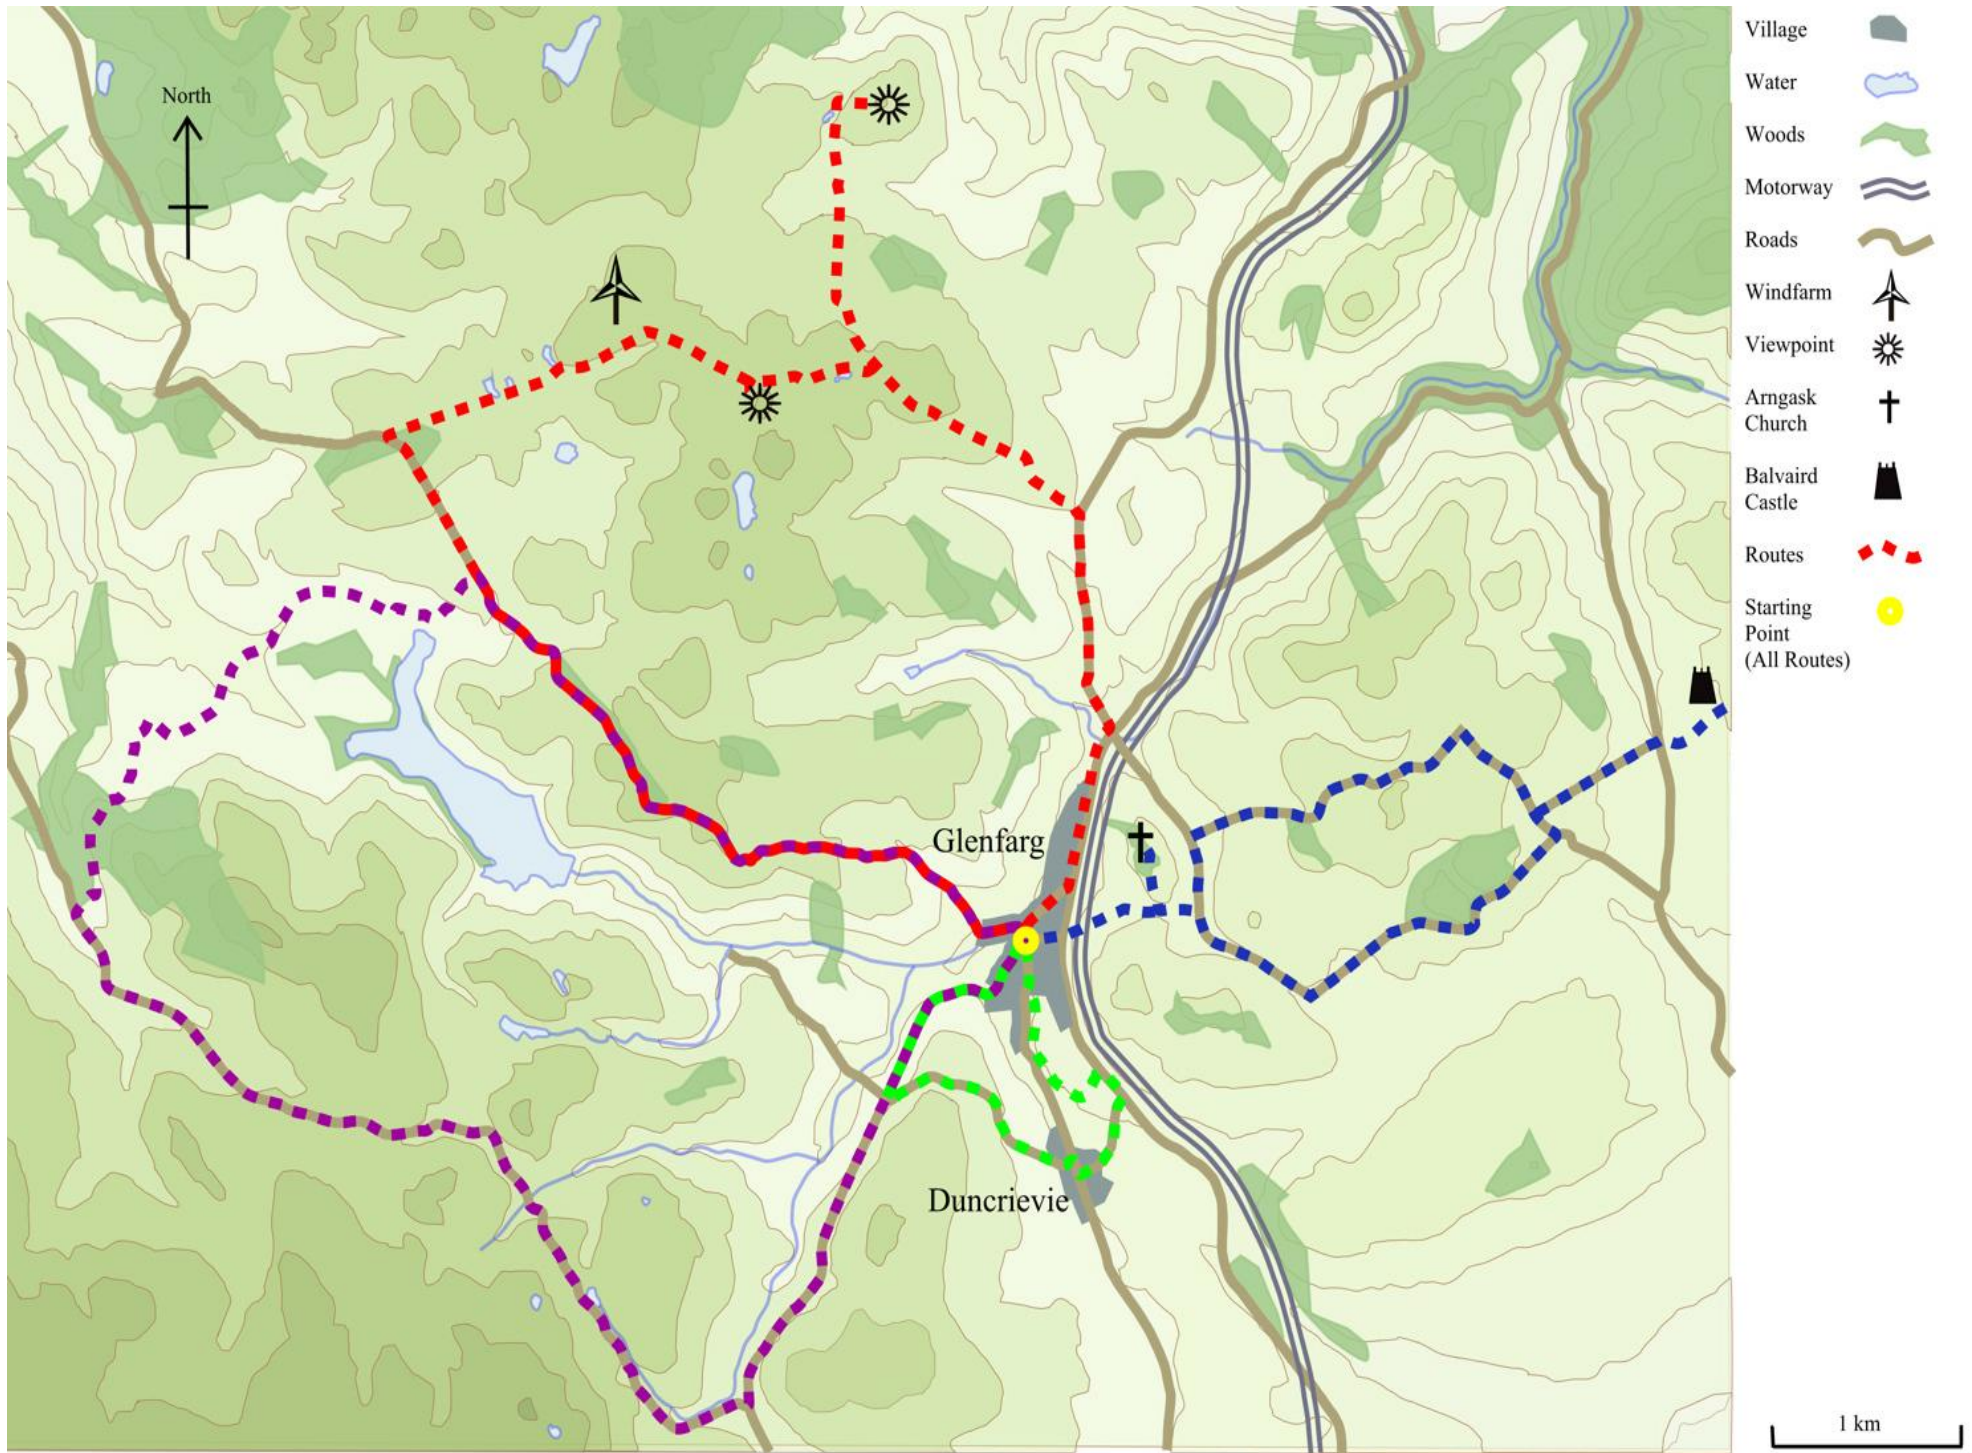 North
Glenfarg
Duncrievie
Village
Water
Woods
Motorway
Roads
Windfarm
Viewpoint
Arngask
Church
Balvaird
Castle
Routes
Starting
Point
(All Routes)
1 km